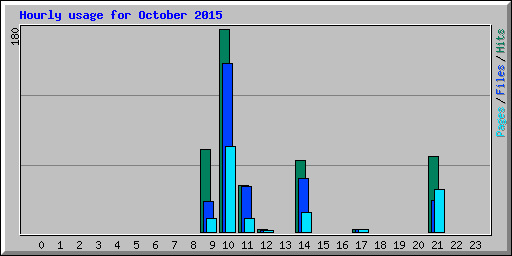 Hourly usage for October 2015
180
Pages / Files / Hits
0 1 2 3 4 5 6 7 8 9 10 11 12 13 14 15 16 17 18 19 20 21 22 23